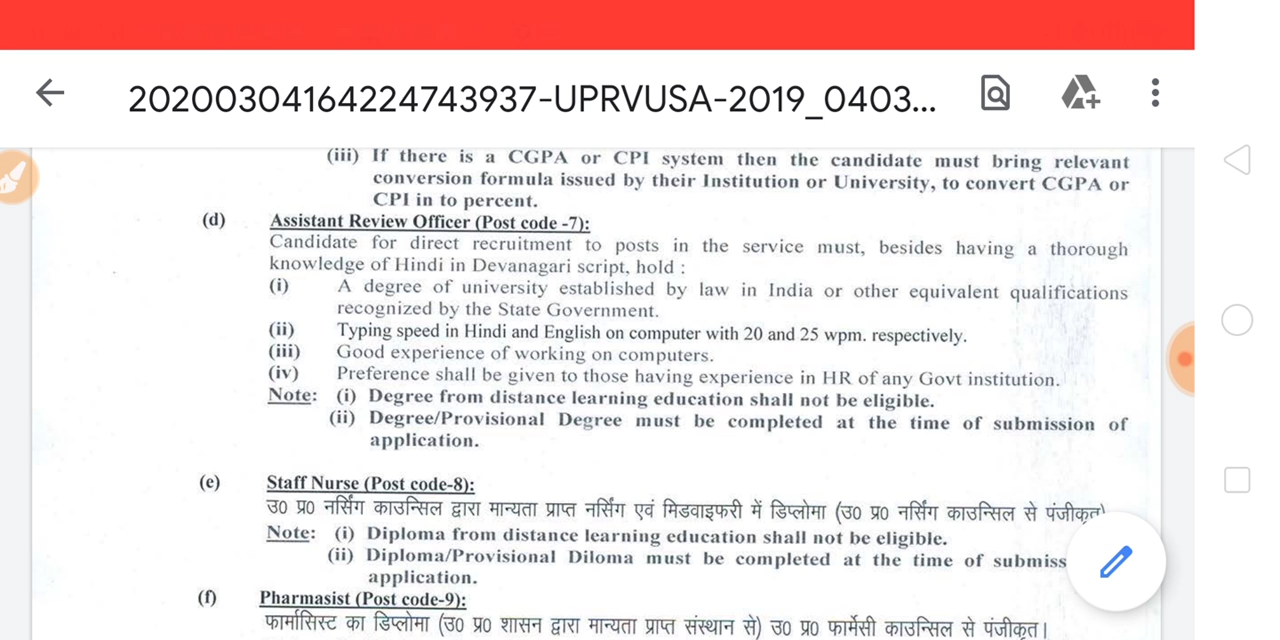 20200304164224743937-UPRVUSA-2019_0403...
(iii) If there is a CGPA or CPI system then the candidate must bring relevant
conversion formula issued by their Institution or University, to convert CGPA or
CPI in to percent.
(d) Assistant Review Officer (Post code -7):
Candidate for direct recruitment to posts in the service must, besides having a thorough
knowledge of Hindi in Devanagari script, hold :
(i) A degree of university established by law in India or other equivalent qualifications
recognized by the State Government.
(ii) Typing speed in Hindi and English on computer with 20 and 25 wpm. respectively.
(iii) Good experience of working on computers.
(iv) Preference shall be given to those having experience in HR of any Govt institution.
Note: (i) Degree from distance learning education shall not be eligible.
(ii) Degree/Provisional Degree must be completed at the time of submission of
application.
(e) Staff Nurse (Post code-8):
उ0 प्र0 नर्सिंग काउन्सिल द्वारा मान्यता प्राप्त नर्सिंग एवं मिडवाइफरी में डिप्लोमा (उ0 प्र0 नर्सिंग काउन्सिल से पंजीकृत)
Note: (i) Diploma from distance learning education shall not be eligible.
(ii) Diploma/Provisional Diloma must be completed at the time of submiss
application.
(f) Pharmasist (Post code-9):
फार्मासिस्ट का डिप्लोमा (उ0 प्र0 शासन द्वारा मान्यता प्राप्त संस्थान से) उ0 प्र0 फार्मेसी काउन्सिल से पंजीकृत।